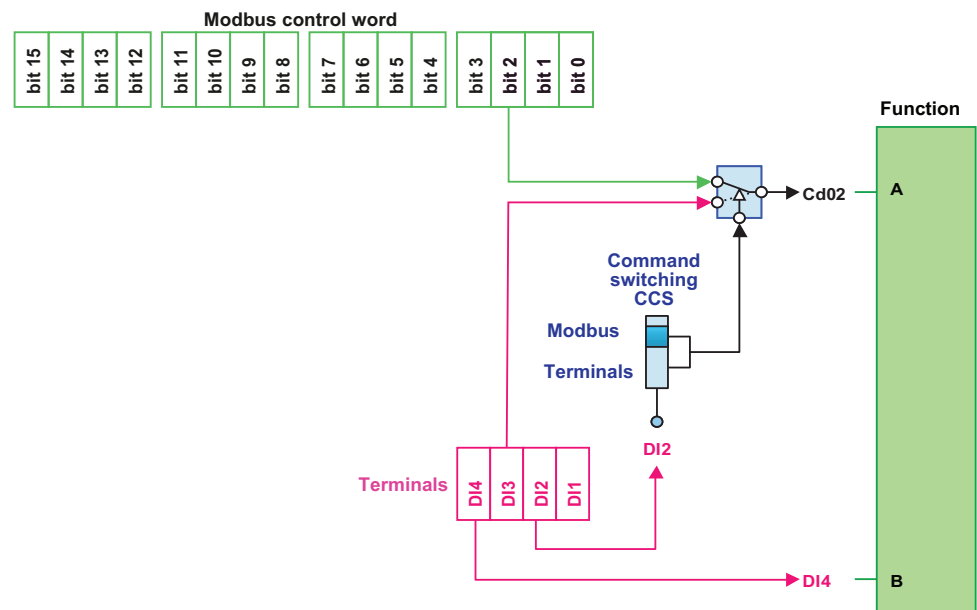 Modbus control word
bit 15 bit 14 bit 13 bit 12 bit 11 bit 10 bit 9 bit 8 bit 7 bit 6 bit 5 bit 4 bit 3 bit 2 bit 1 bit 0
Function
Cd02
A
Command
switching
CCS
Modbus
Terminals
DI2
Terminals
DI4 DI3 DI2 DI1
DI4
B